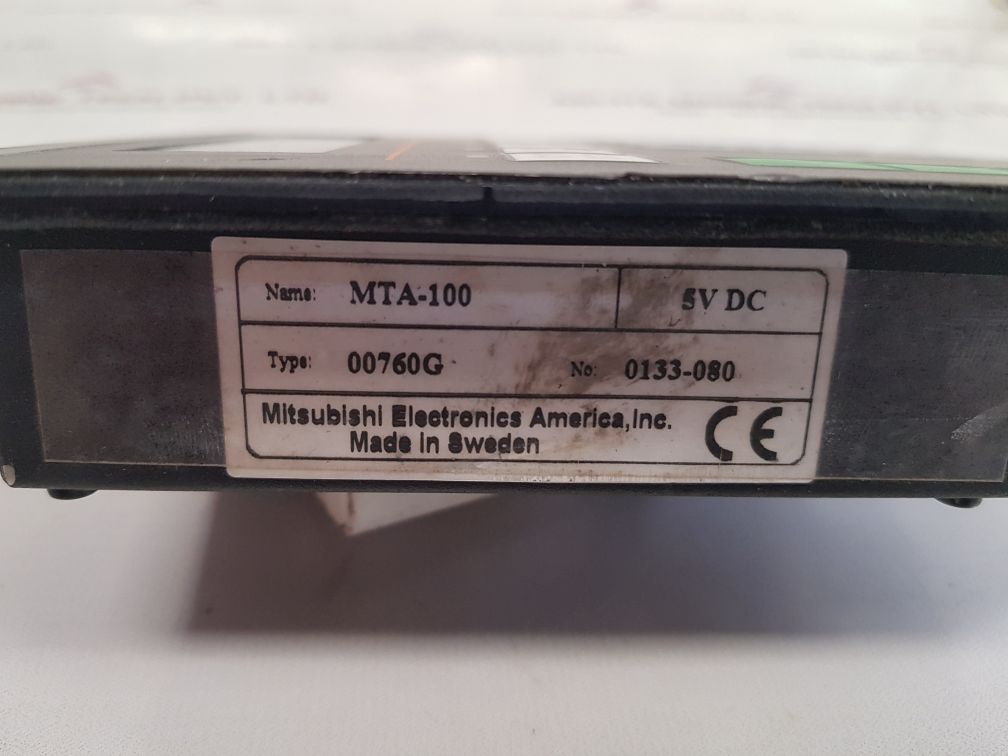 Name: MTA-100 5V DC
Type: 00760G No: 0133-080
Mitsubishi Electronics America,Inc.
Made in Sweden CE